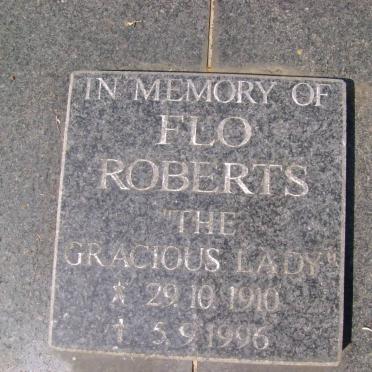 IN MEMORY OF
FLO
ROBERTS
"THE
GRACIOUS LADY"
* 29.10.1910
† 5.9.1996